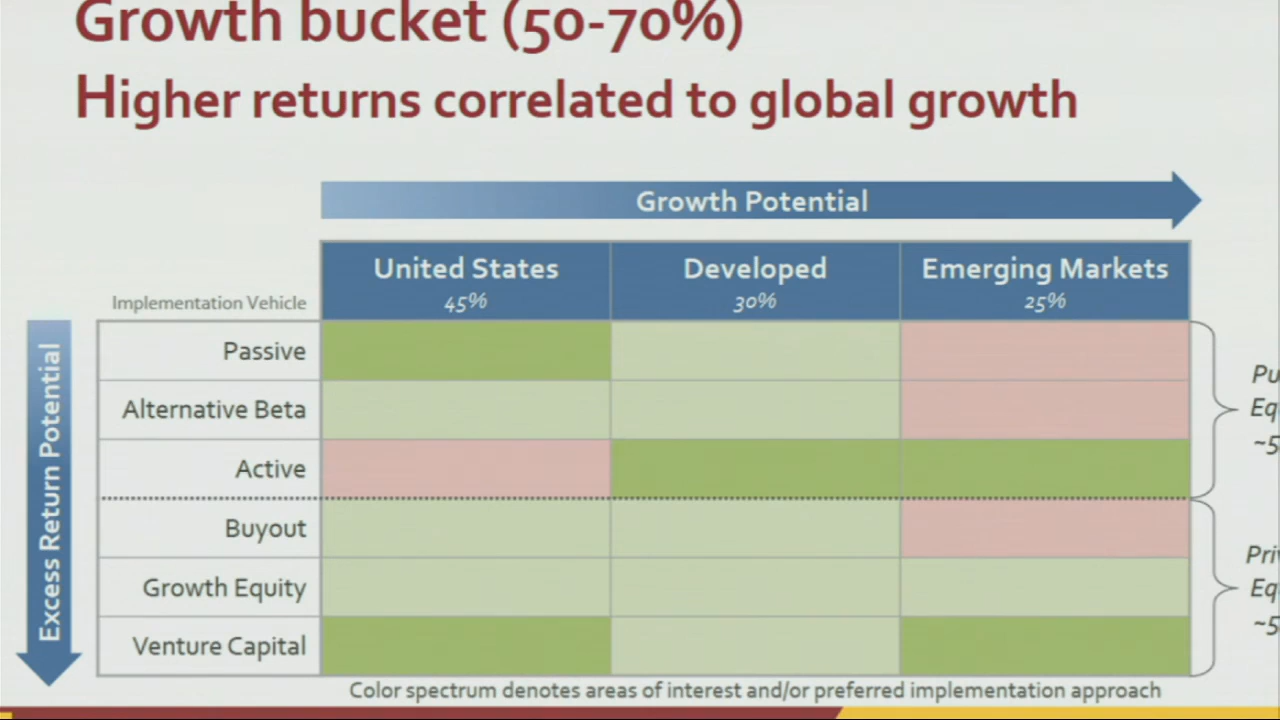 Growth bucket (50-70%)
Higher returns correlated to global growth
Growth Potential
United States
45%
Developed
30%
Emerging Markets
25%
Implementation Vehicle
Excess Return Potential
Passive
Alternative Beta
Active
Buyout
Growth Equity
Venture Capital
Color spectrum denotes areas of interest and/or preferred implementation approach